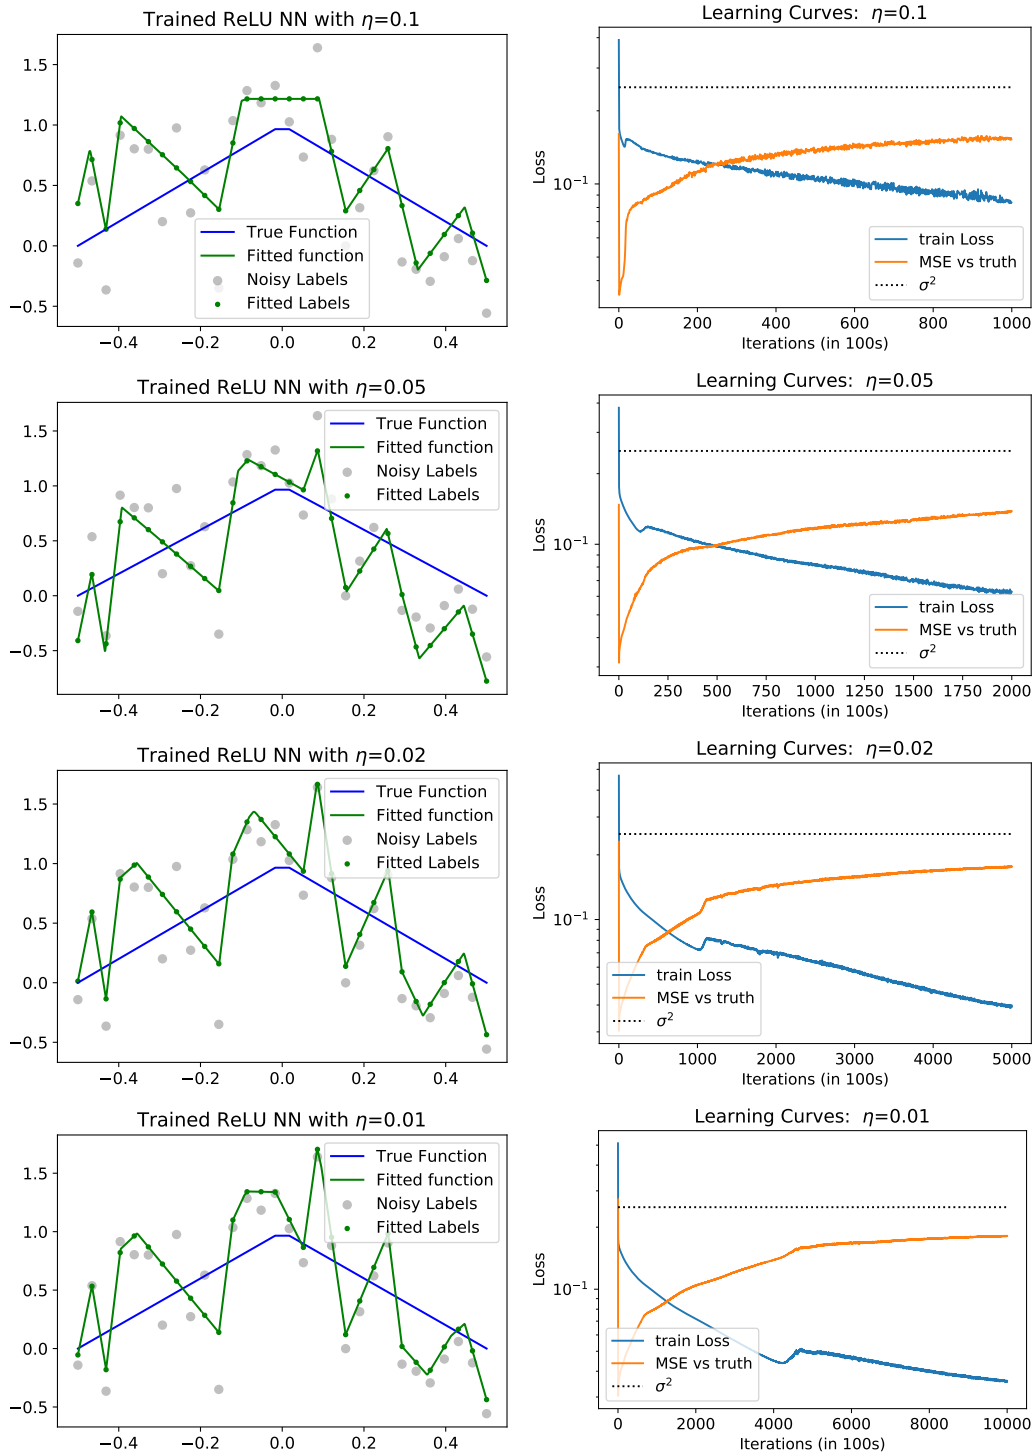 Trained ReLU NN with η=0.1
1.5
1.0
0.5
0.0
−0.5
−0.4
−0.2
0.0
0.2
0.4
True Function
Fitted function
Noisy Labels
Fitted Labels
Learning Curves: η=0.1
Loss
10⁻¹
train Loss
MSE vs truth
σ²
0
200
400
600
800
1000
Iterations (in 100s)
Trained ReLU NN with η=0.05
1.5
1.0
0.5
0.0
−0.5
−0.4
−0.2
0.0
0.2
0.4
True Function
Fitted function
Noisy Labels
Fitted Labels
Learning Curves: η=0.05
Loss
10⁻¹
train Loss
MSE vs truth
σ²
0
250
500
750
1000
1250
1500
1750
2000
Iterations (in 100s)
Trained ReLU NN with η=0.02
1.5
1.0
0.5
0.0
−0.5
−0.4
−0.2
0.0
0.2
0.4
True Function
Fitted function
Noisy Labels
Fitted Labels
Learning Curves: η=0.02
Loss
10⁻¹
train Loss
MSE vs truth
σ²
0
1000
2000
3000
4000
5000
Iterations (in 100s)
Trained ReLU NN with η=0.01
1.5
1.0
0.5
0.0
−0.5
−0.4
−0.2
0.0
0.2
0.4
True Function
Fitted function
Noisy Labels
Fitted Labels
Learning Curves: η=0.01
Loss
10⁻¹
train Loss
MSE vs truth
σ²
0
2000
4000
6000
8000
10000
Iterations (in 100s)